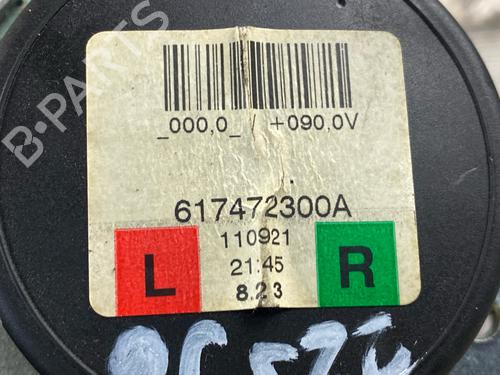 _000,0_ / +090,0V
617472300A
110921
21:45
8.23
L
R
B-PARTS